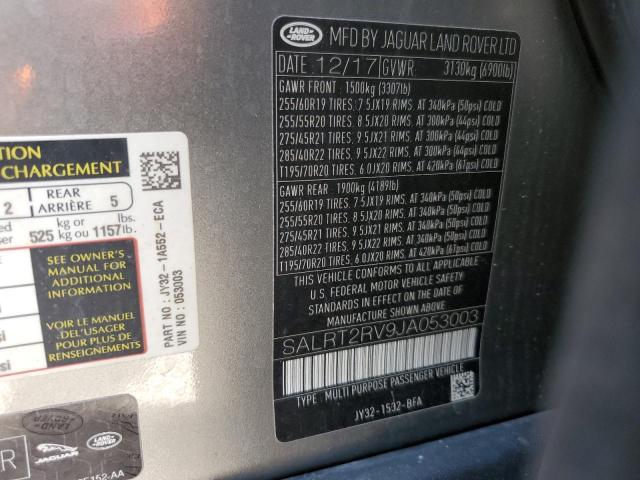 LAND ROVER
MFD BY JAGUAR LAND ROVER LTD
DATE 12/17 GVWR 3130kg (6900lb)
GAWR FRONT : 1500kg (3307lb)
255/60R19 TIRES, 7.5JX19 RIMS, AT 340kPa (50psi) COLD
255/55R20 TIRES, 8.5JX20 RIMS, AT 300kPa (44psi) COLD
275/45R21 TIRES, 9.5JX21 RIMS, AT 300kPa (44psi) COLD
285/40R22 TIRES, 9.5JX22 RIMS, AT 300kPa (44psi) COLD
T195/70R20 TIRES, 6.0JX20 RIMS, AT 420kPa (61psi) COLD
GAWR REAR : 1900kg (4189lb)
255/60R19 TIRES, 7.5JX19 RIMS, AT 340kPa (50psi) COLD
255/55R20 TIRES, 8.5JX20 RIMS, AT 340kPa (50psi) COLD
275/45R21 TIRES, 9.5JX21 RIMS, AT 340kPa (50psi) COLD
285/40R22 TIRES, 9.5JX22 RIMS, AT 340kPa (50psi) COLD
T195/70R20 TIRES, 6.0JX20 RIMS, AT 420kPa (61psi) COLD
THIS VEHICLE CONFORMS TO ALL APPLICABLE
U.S. FEDERAL MOTOR VEHICLE SAFETY
STANDARDS IN EFFECT ON THE DATE OF
MANUFACTURE SHOWN ABOVE.
SALRT2RV9JA053003
TYPE : MULTI PURPOSE PASSENGER VEHICLE
JY32-1532-BFA
TION
CHARGEMENT
2 REAR ARRIÈRE 5
525 kg or kg ou 1157 lbs. lb.
SEE OWNER'S
MANUAL FOR
ADDITIONAL
INFORMATION
VOIR LE MANUEL
DE L'USAGER
POUR PLUS DE
RENSEIGNEMENTS
PART NO - JY32-1A552-ECA
VIN NO: 053003
LAND ROVER
JAGUAR
LAND ROVER
R